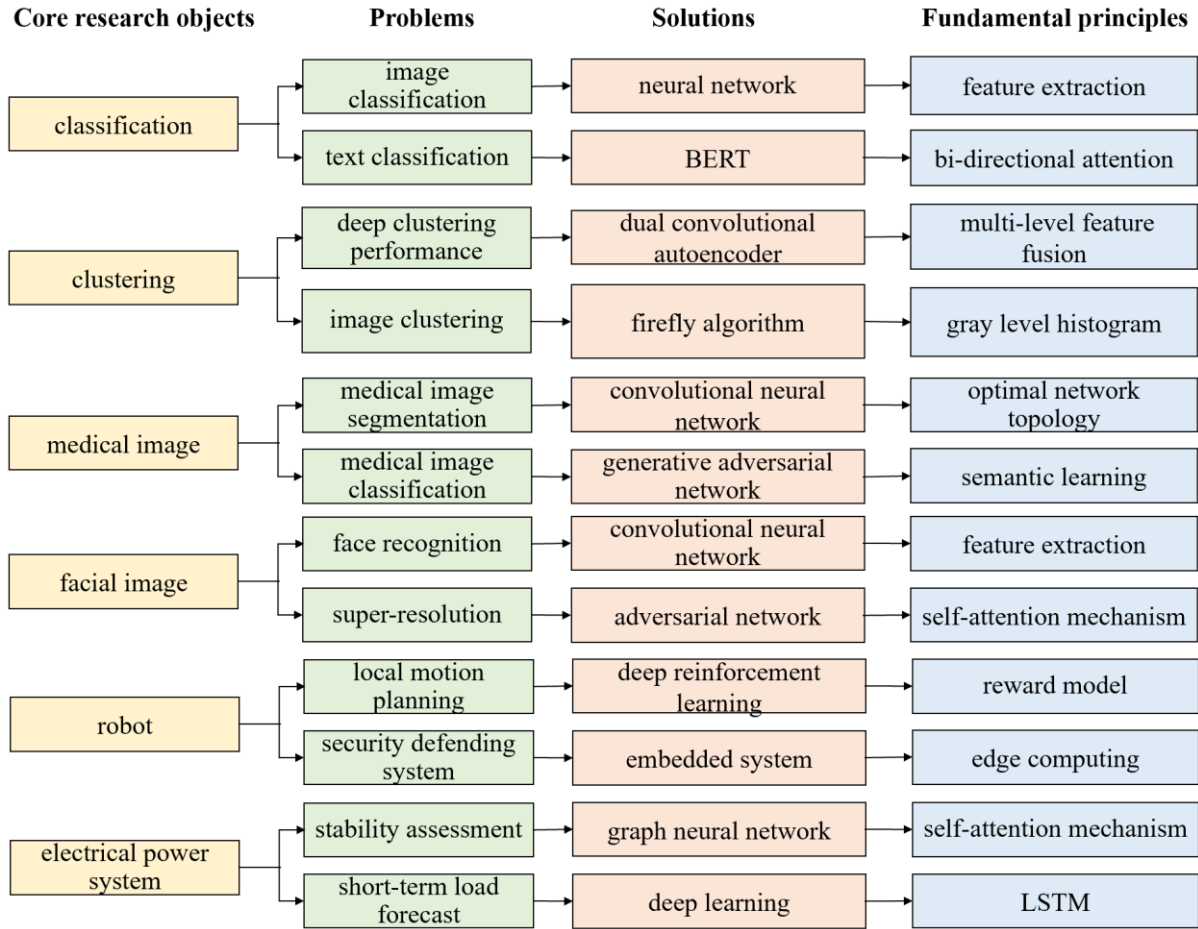 Core research objects
Problems
Solutions
Fundamental principles
classification
image
classification
neural network
feature extraction
text classification
BERT
bi-directional attention
clustering
deep clustering
performance
dual convolutional
autoencoder
multi-level feature
fusion
image clustering
firefly algorithm
gray level histogram
medical image
medical image
segmentation
convolutional neural
network
optimal network
topology
medical image
classification
generative adversarial
network
semantic learning
facial image
face recognition
convolutional neural
network
feature extraction
super-resolution
adversarial network
self-attention mechanism
robot
local motion
planning
deep reinforcement
learning
reward model
security defending
system
embedded system
edge computing
electrical power
system
stability assessment
graph neural network
self-attention mechanism
short-term load
forecast
deep learning
LSTM